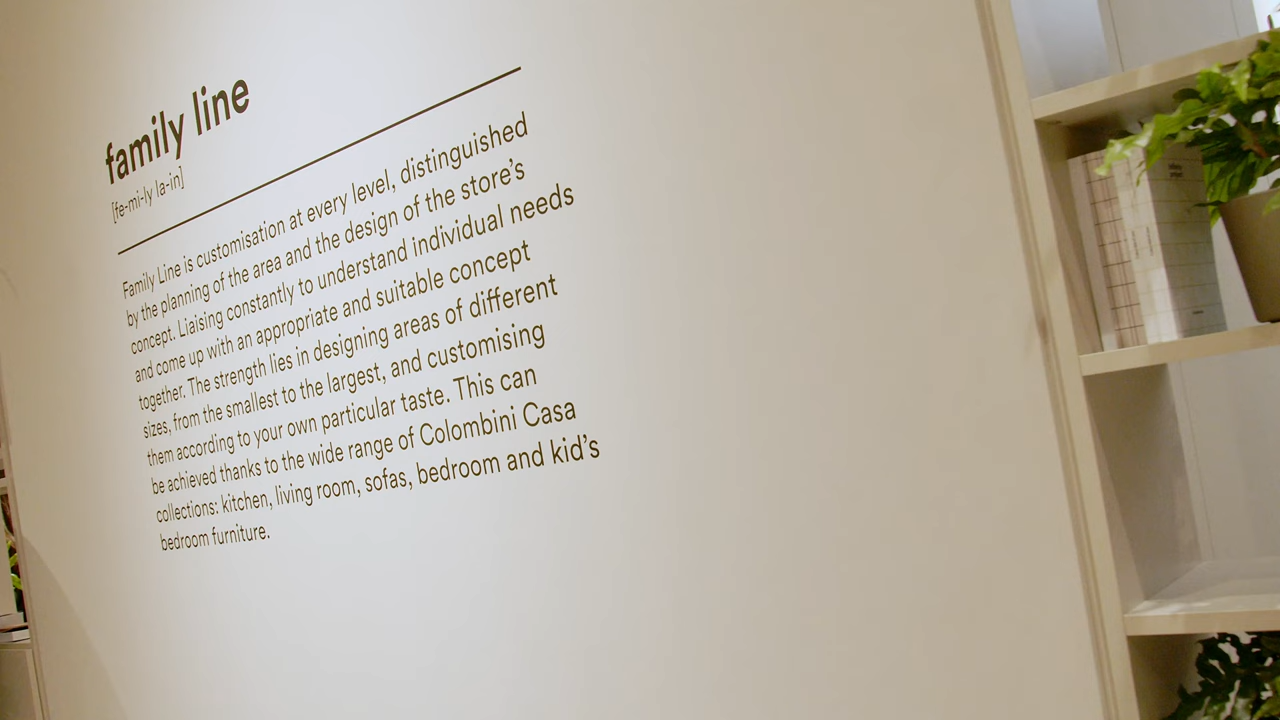 family line
[fe-mi-ly la-in]
Family Line is customisation at every level, distinguished
by the planning of the area and the design of the store’s
concept. Liaising constantly to understand individual needs
and come up with an appropriate and suitable concept
together. The strength lies in designing areas of different
sizes, from the smallest to the largest, and customising
them according to your own particular taste. This can
be achieved thanks to the wide range of Colombini Casa
collections: kitchen, living room, sofas, bedroom and kid’s
bedroom furniture.